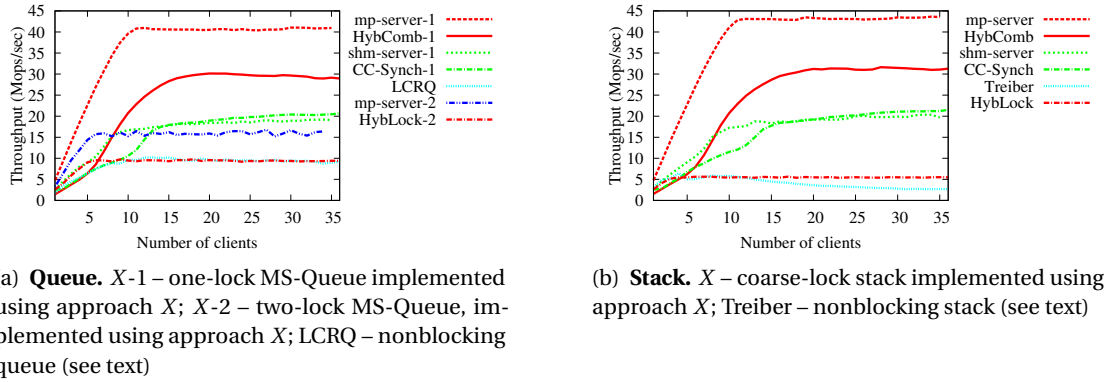 Throughput (Mops/sec)
45
40
35
30
25
20
15
10
5
0
5
10
15
20
25
30
35
Number of clients
mp-server-1
HybComb-1
shm-server-1
CC-Synch-1
LCRQ
mp-server-2
HybLock-2
(a) Queue. X-1 – one-lock MS-Queue implemented
using approach X; X-2 – two-lock MS-Queue, im-
plemented using approach X; LCRQ – nonblocking
queue (see text)
Throughput (Mops/sec)
45
40
35
30
25
20
15
10
5
0
5
10
15
20
25
30
35
Number of clients
mp-server
HybComb
shm-server
CC-Synch
Treiber
HybLock
(b) Stack. X – coarse-lock stack implemented using
approach X; Treiber – nonblocking stack (see text)